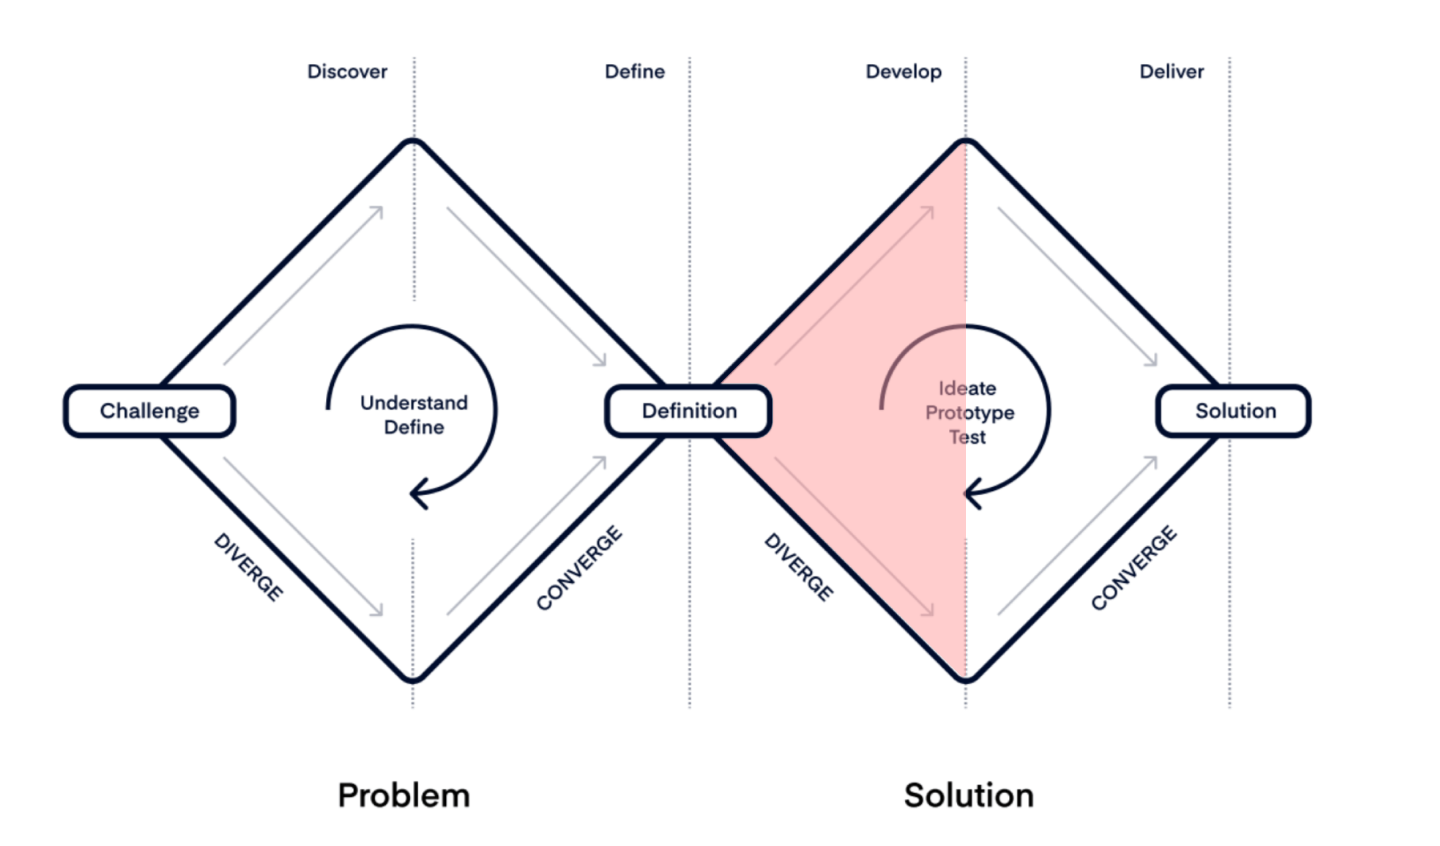 Discover
Define
Develop
Deliver
Challenge
Understand
Define
Definition
Ideate
Prototype
Test
Solution
DIVERGE
CONVERGE
DIVERGE
CONVERGE
Problem
Solution